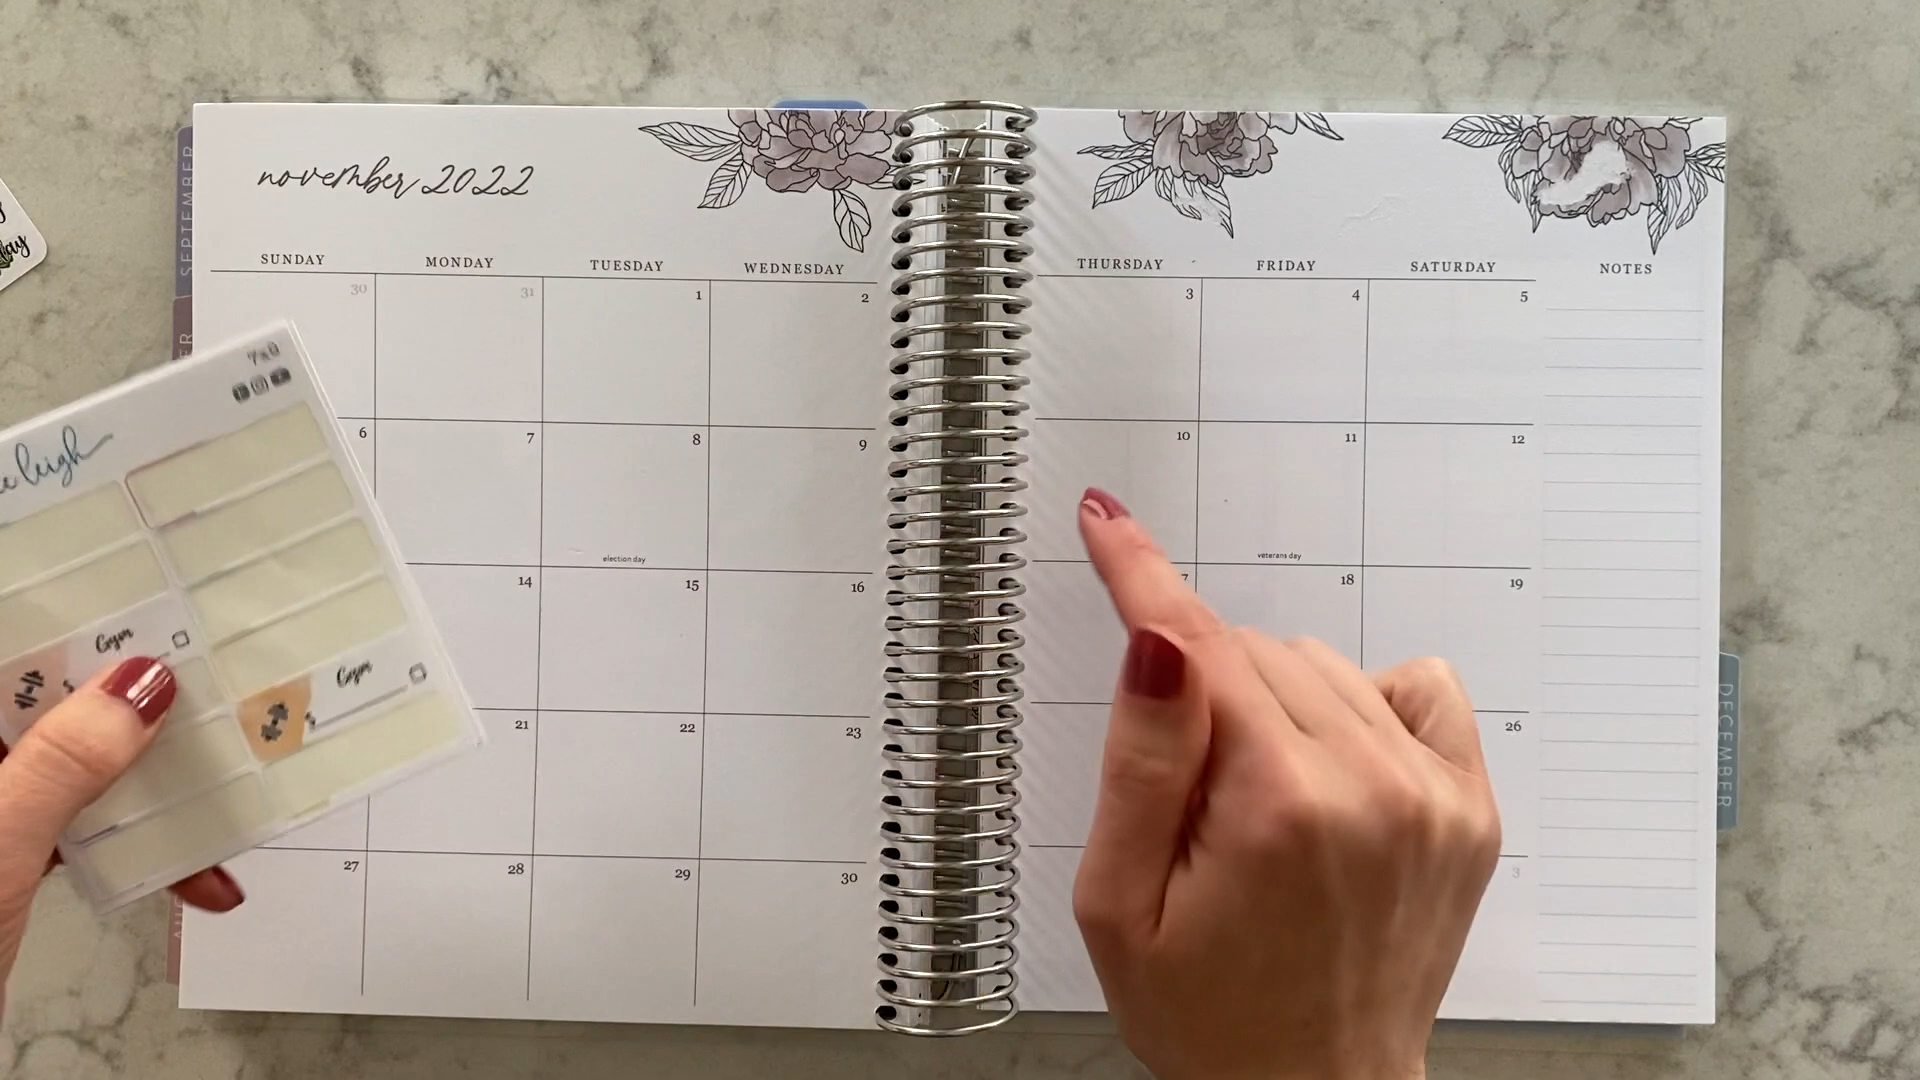 SEPTEMBER
november 2022
SUNDAY MONDAY TUESDAY WEDNESDAY THURSDAY FRIDAY SATURDAY NOTES
30 31 1 2 3 4 5
6 7 8 9 10 11 12
election day veterans day
14 15 16 7 18 19
21 22 23 26
27 28 29 30 3
DECEMBER
leigh
Gym
Gym